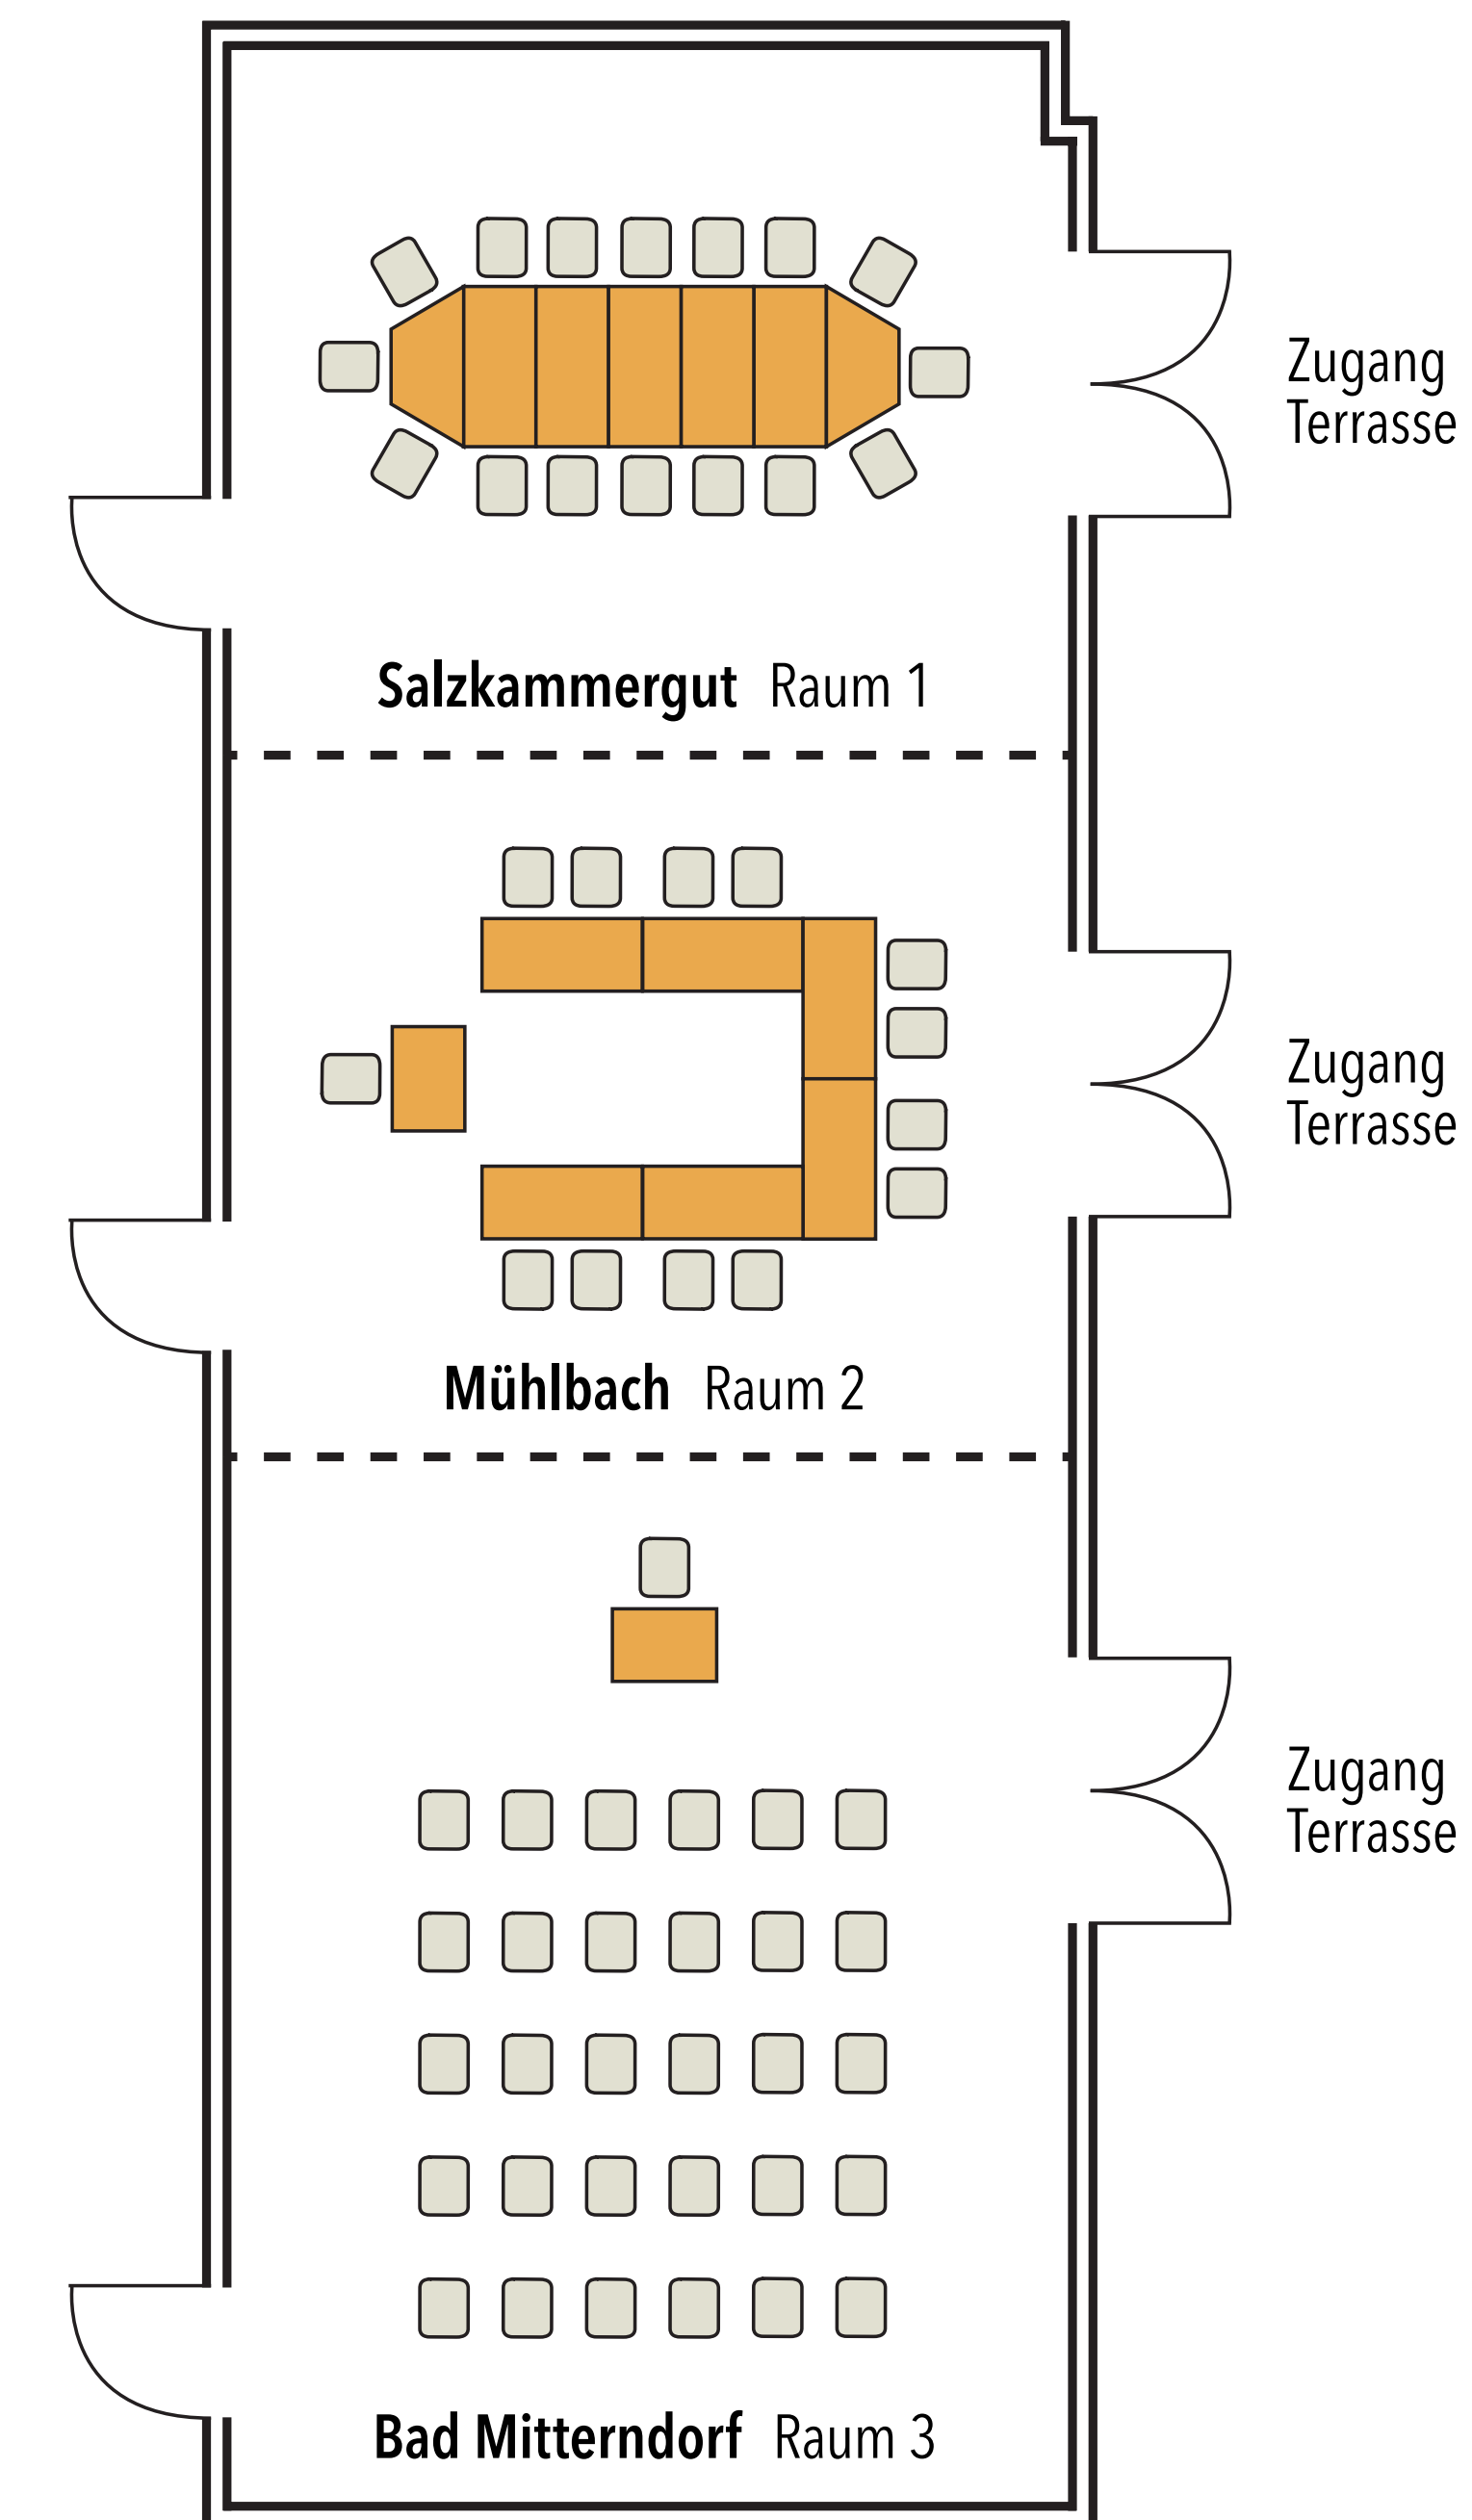 Zugang
Terrasse
Salzkammergut Raum 1
Zugang
Terrasse
Mühlbach Raum 2
Zugang
Terrasse
Bad Mitterndorf Raum 3